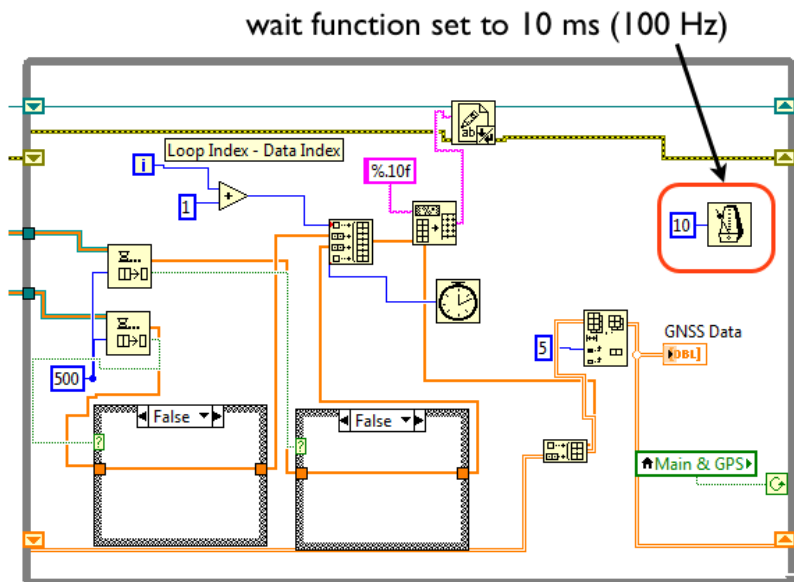 wait function set to 10 ms (100 Hz)
Loop Index - Data Index
i
%.10f
ab
1
10
5
GNSS Data
DBL
500
False
False
?
?
Main & GPS